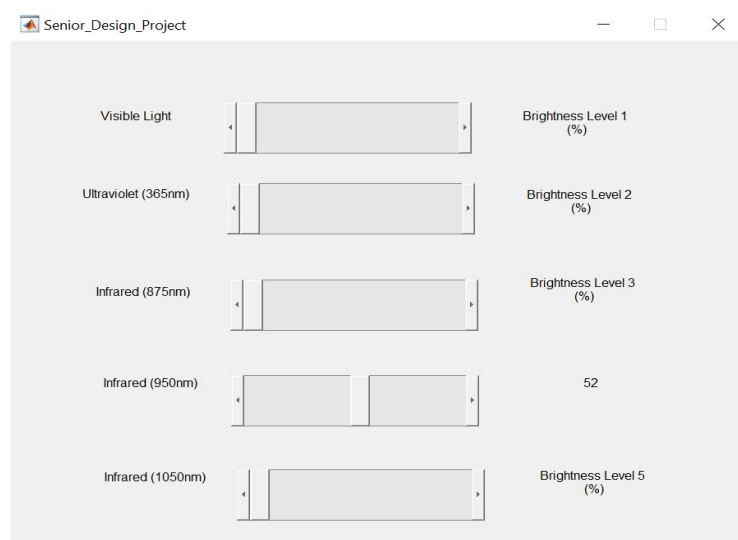 Senior_Design_Project
Visible Light
Brightness Level 1
(%)
Ultraviolet (365nm)
Brightness Level 2
(%)
Infrared (875nm)
Brightness Level 3
(%)
Infrared (950nm)
52
Infrared (1050nm)
Brightness Level 5
(%)